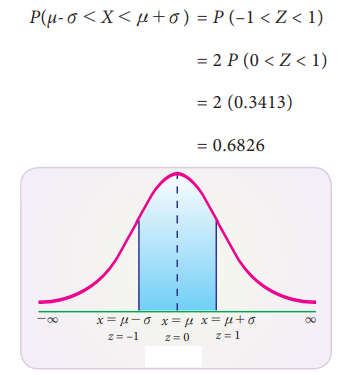 P(μ-σ < X < μ+σ) = P (−1 < Z < 1)
= 2 P (0 < Z < 1)
= 2 (0.3413)
= 0.6826
−∞ x = μ − σ x = μ x = μ + σ ∞
z = −1 z = 0 z = 1